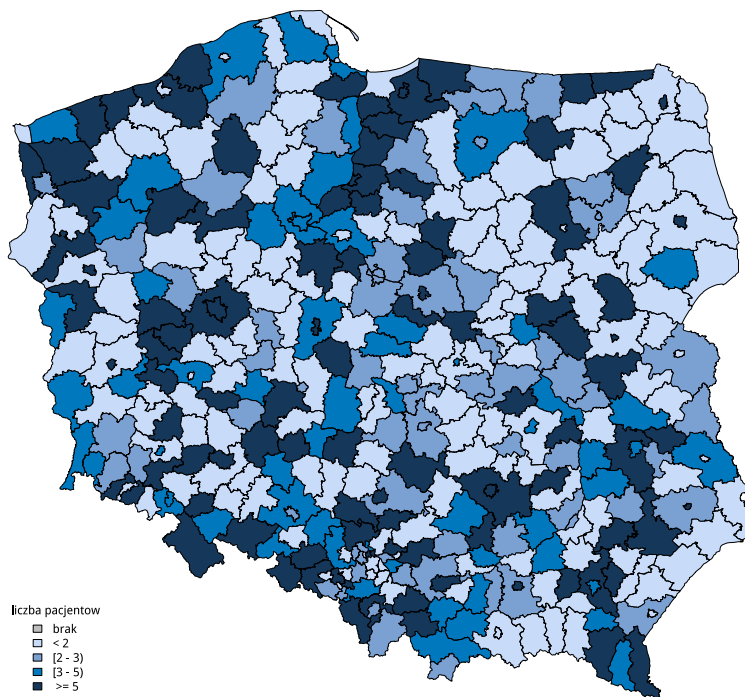 liczba pacjentow
brak
< 2
[2 - 3)
[3 - 5)
>= 5